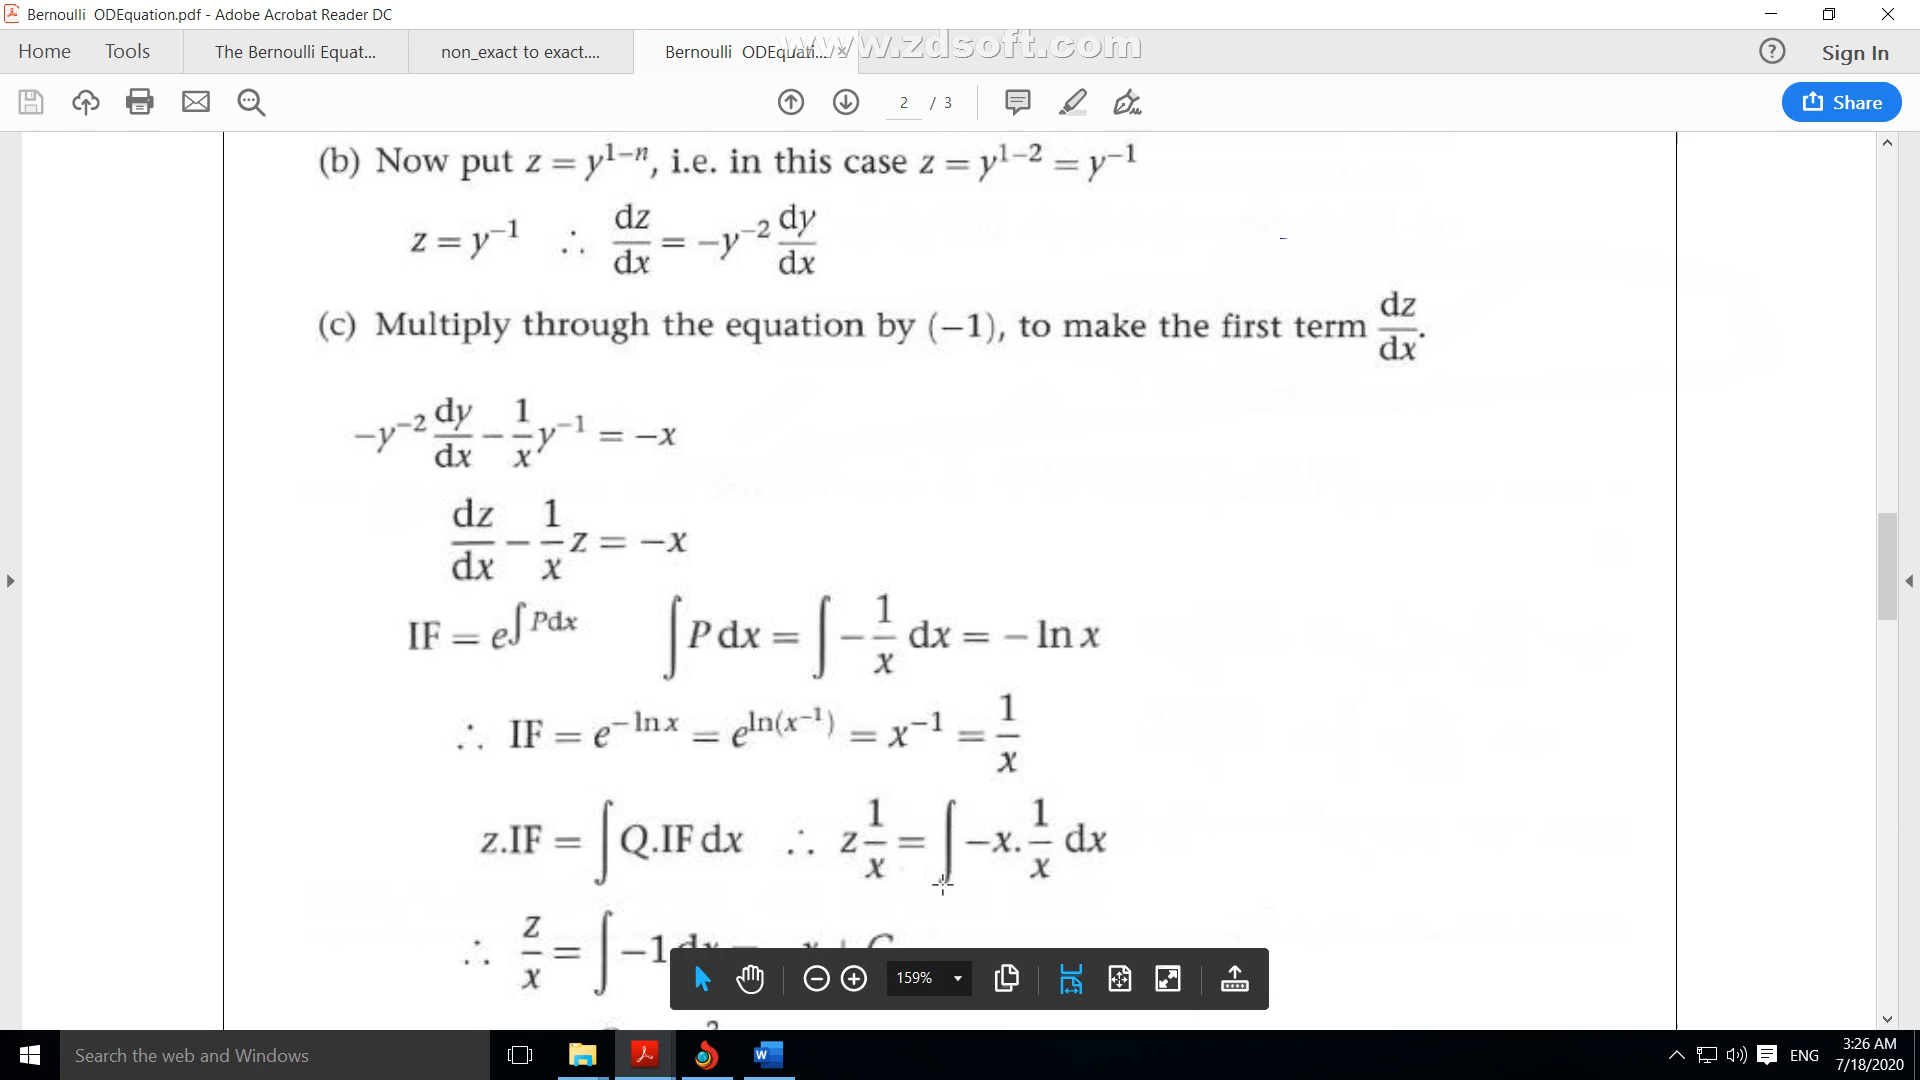 Bernoulli ODEquation.pdf - Adobe Acrobat Reader DC
Home Tools The Bernoulli Equat... non_exact to exact.... Bernoulli ODEquati... × Sign In
www.zdsoft.com
2 / 3 Share
(b) Now put z = y^{1−n}, i.e. in this case z = y^{1−2} = y^{−1}
z = y^{−1} ∴ dz/dx = −y^{−2} dy/dx
(c) Multiply through the equation by (−1), to make the first term dz/dx.
−y^{−2} dy/dx − 1/x y^{−1} = −x
dz/dx − 1/x z = −x
IF = e^{∫Pdx} ∫P dx = ∫−1/x dx = − ln x
∴ IF = e^{−ln x} = e^{ln(x^{−1})} = x^{−1} = 1/x
z.IF = ∫Q.IF dx ∴ z 1/x = ∫−x. 1/x dx
∴ z/x = ∫−1
159%
Search the web and Windows ENG 3:26 AM
7/18/2020